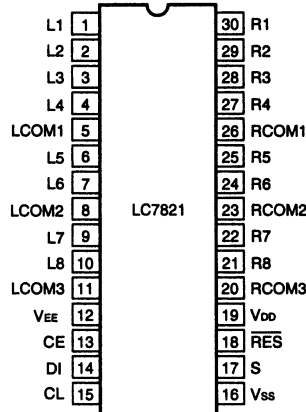 L1 1 30 R1
L2 2 29 R2
L3 3 28 R3
L4 4 27 R4
LCOM1 5 26 RCOM1
L5 6 25 R5
L6 7 24 R6
LCOM2 8 LC7821 23 RCOM2
L7 9 22 R7
L8 10 21 R8
LCOM3 11 20 RCOM3
VEE 12 19 VDD
CE 13 18 RES
DI 14 17 S
CL 15 16 VSS